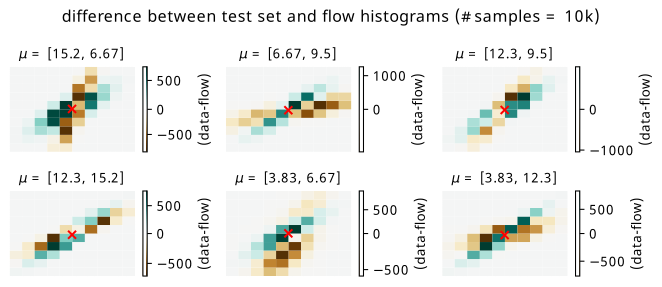 difference between test set and flow histograms (# samples = 10k)
μ = [15.2, 6.67]
500
0
−500
(data-flow)
μ = [6.67, 9.5]
1000
0
(data-flow)
μ = [12.3, 9.5]
0
−1000
(data-flow)
μ = [12.3, 15.2]
500
0
−500
(data-flow)
μ = [3.83, 6.67]
500
0
−500
(data-flow)
μ = [3.83, 12.3]
500
0
−500
(data-flow)